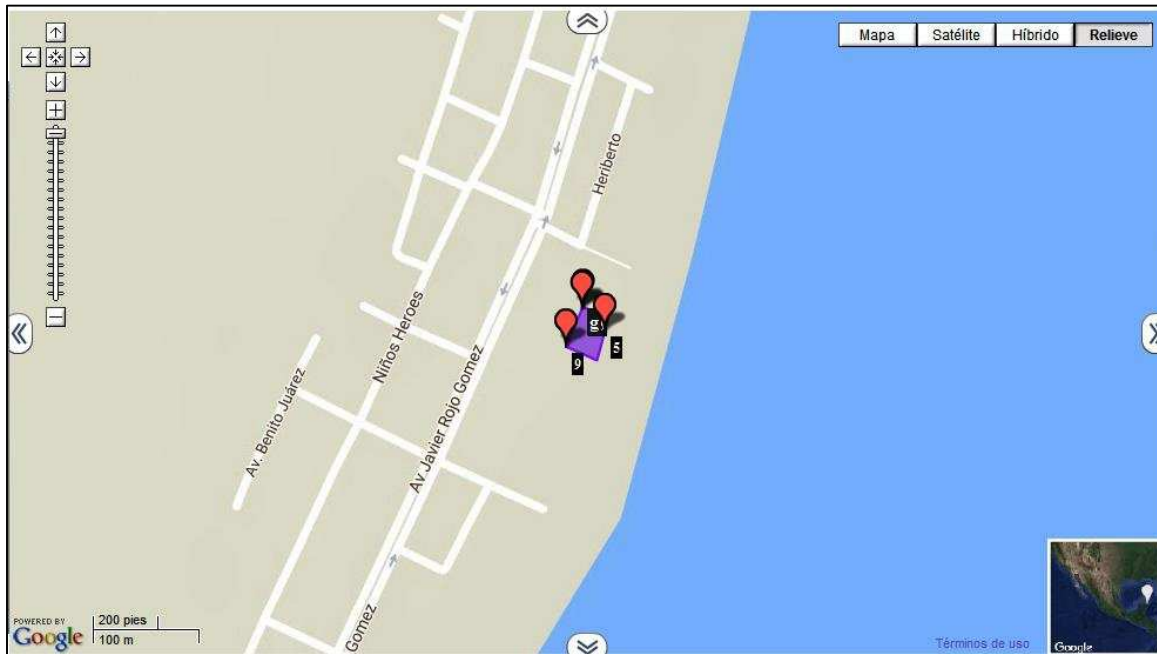 Mapa
Satélite
Híbrido
Relieve
Heriberto
Niños Heroes
g
5
9
Av. Benito Juárez
Av Javier Rojo Gomez
Gomez
POWERED BY
Google
200 pies
100 m
Términos de uso
Google